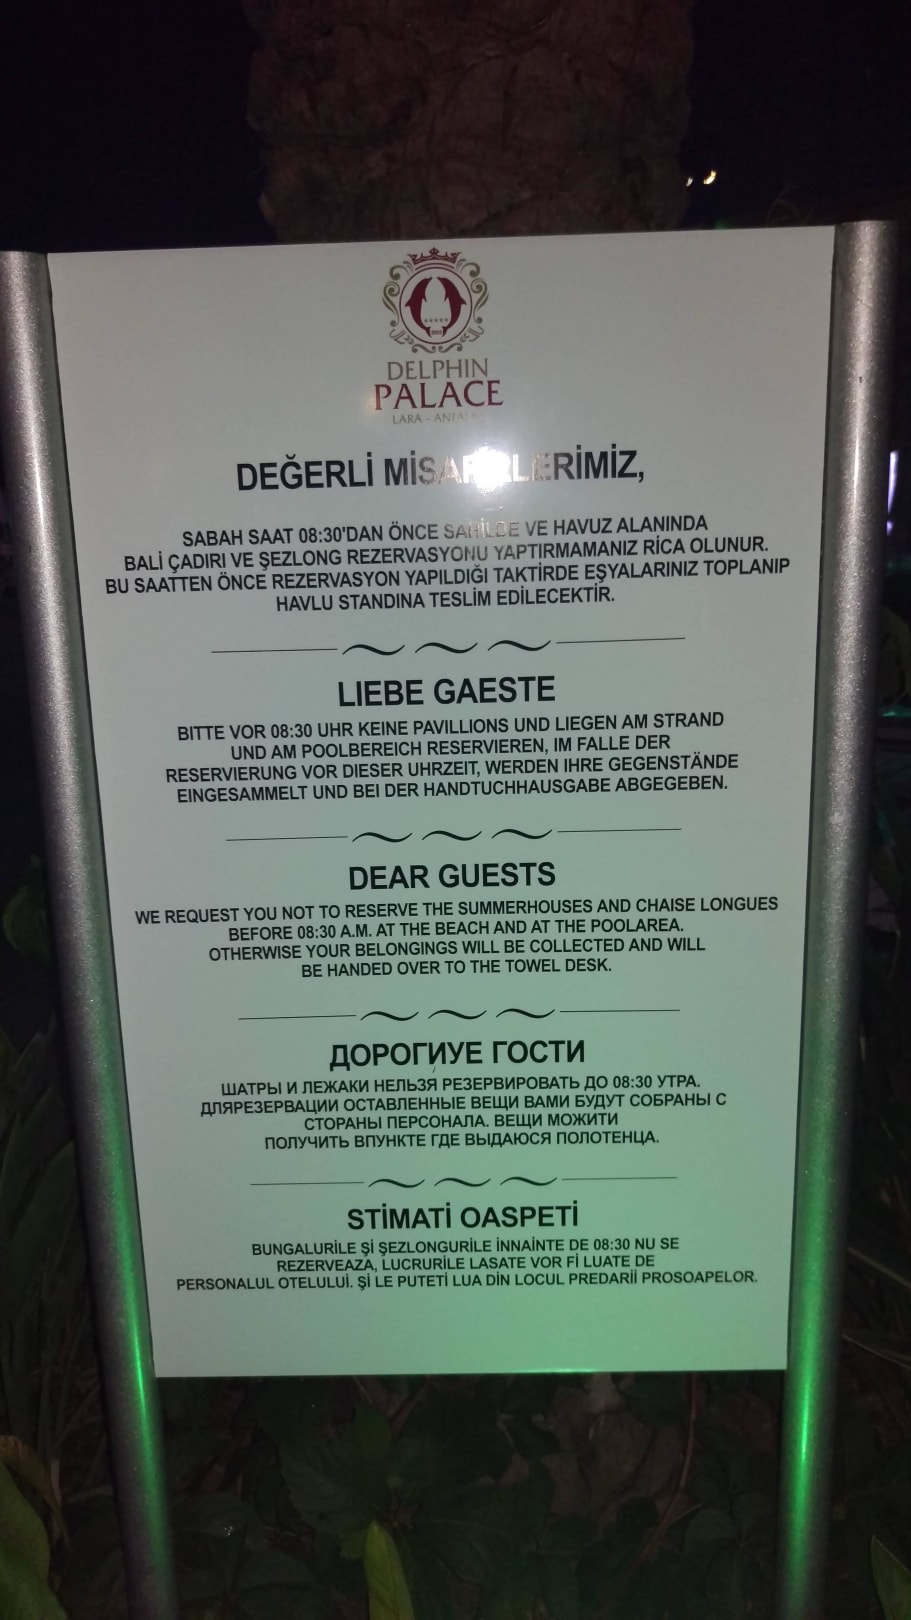 DELPHIN
PALACE
LARA - ANTALYA
DEĞERLİ MİSAFİRLERİMİZ,
SABAH SAAT 08:30'DAN ÖNCE SAHİLDE VE HAVUZ ALANINDA
BALİ ÇADIRI VE ŞEZLONG REZERVASYONU YAPTIRMAMANIZ RİCA OLUNUR.
BU SAATTEN ÖNCE REZERVASYON YAPILDIĞI TAKTİRDE EŞYALARINIZ TOPLANIP
HAVLU STANDINA TESLİM EDİLECEKTİR.
LIEBE GAESTE
BITTE VOR 08:30 UHR KEINE PAVILLIONS UND LIEGEN AM STRAND
UND AM POOLBEREICH RESERVIEREN, IM FALLE DER
RESERVIERUNG VOR DIESER UHRZEIT, WERDEN IHRE GEGENSTÄNDE
EINGESAMMELT UND BEI DER HANDTUCHHAUSGABE ABGEGEBEN.
DEAR GUESTS
WE REQUEST YOU NOT TO RESERVE THE SUMMERHOUSES AND CHAISE LONGUES
BEFORE 08:30 A.M. AT THE BEACH AND AT THE POOLAREA.
OTHERWISE YOUR BELONGINGS WILL BE COLLECTED AND WILL
BE HANDED OVER TO THE TOWEL DESK.
ДОРОГИУЕ ГОСТИ
ШАТРЫ И ЛЕЖАКИ НЕЛЬЗЯ РЕЗЕРВИРОВАТЬ ДО 08:30 УТРА.
ДЛЯРЕЗЕРВАЦИИ ОСТАВЛЕННЫЕ ВЕЩИ ВАМИ БУДУТ СОБРАНЫ С
СТОРАНЫ ПЕРСОНАЛА. ВЕЩИ МОЖИТИ
ПОЛУЧИТЬ ВПУНКТЕ ГДЕ ВЫДАЮСЯ ПОЛОТЕНЦА.
STİMATİ OASPETİ
BUNGALURİLE Şİ ŞEZLONGURİLE İNNAİNTE DE 08:30 NU SE
REZERVEAZA, LUCRURİLE LASATE VOR Fİ LUATE DE
PERSONALUL OTELULUİ. Şİ LE PUTETI LUA DİN LOCUL PREDARİİ PROSOAPELOR.